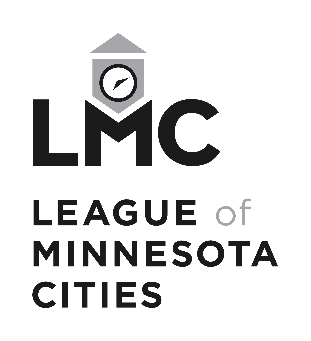 LMC
LEAGUE of
MINNESOTA
CITIES